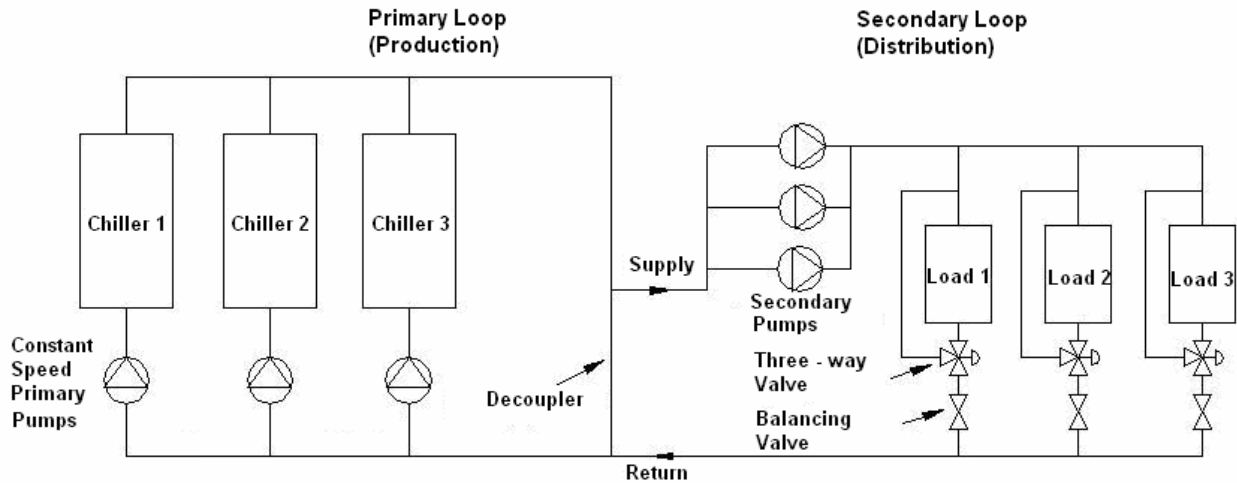 Primary Loop
(Production)
Secondary Loop
(Distribution)
Chiller 1
Chiller 2
Chiller 3
Supply
Load 1
Load 2
Load 3
Secondary
Pumps
Constant
Speed
Primary
Pumps
Decoupler
Three - way
Valve
Balancing
Valve
Return